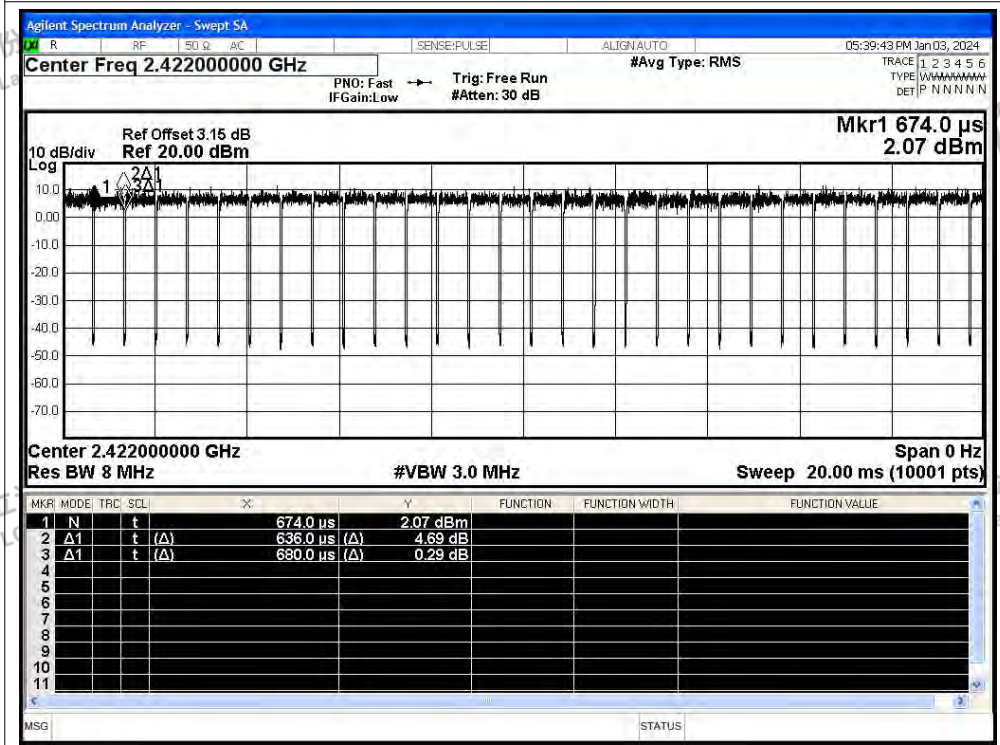 Agilent Spectrum Analyzer - Swept SA
R RF 50 Ω AC SENSE:PULSE ALIGN AUTO 05:39:43 PM Jan 03, 2024
Center Freq 2.422000000 GHz #Avg Type: RMS TRACE 1 2 3 4 5 6
PNO: Fast Trig: Free Run TYPE WWWWWW
IFGain:Low #Atten: 30 dB DET P N N N N N
Mkr1 674.0 µs
Ref Offset 3.15 dB
10 dB/div Ref 20.00 dBm 2.07 dBm
Log
2Δ1
1 3Δ1
10.0
0.00
-10.0
-20.0
-30.0
-40.0
-50.0
-60.0
-70.0
Center 2.422000000 GHz Span 0 Hz
Res BW 8 MHz #VBW 3.0 MHz Sweep 20.00 ms (10001 pts)
MKR MODE TRC SCL X Y FUNCTION FUNCTION WIDTH FUNCTION VALUE
1 N t 674.0 µs 2.07 dBm
2 Δ1 t (Δ) 636.0 µs (Δ) 4.69 dB
3 Δ1 t (Δ) 680.0 µs (Δ) 0.29 dB
4
5
6
7
8
9
10
11
MSG STATUS